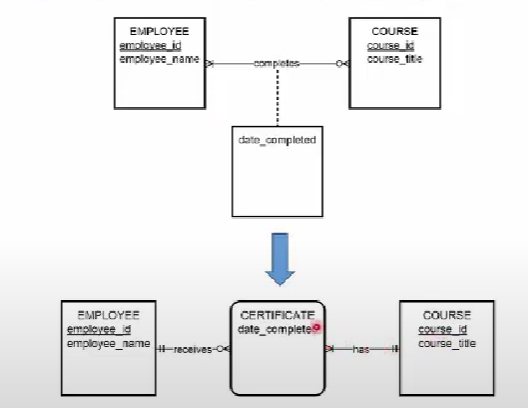 EMPLOYEE
employee_id
employee_name
completes
COURSE
course_id
course_title
date_completed
EMPLOYEE
employee_id
employee_name
receives
CERTIFICATE
date_complete
has
COURSE
course_id
course_title